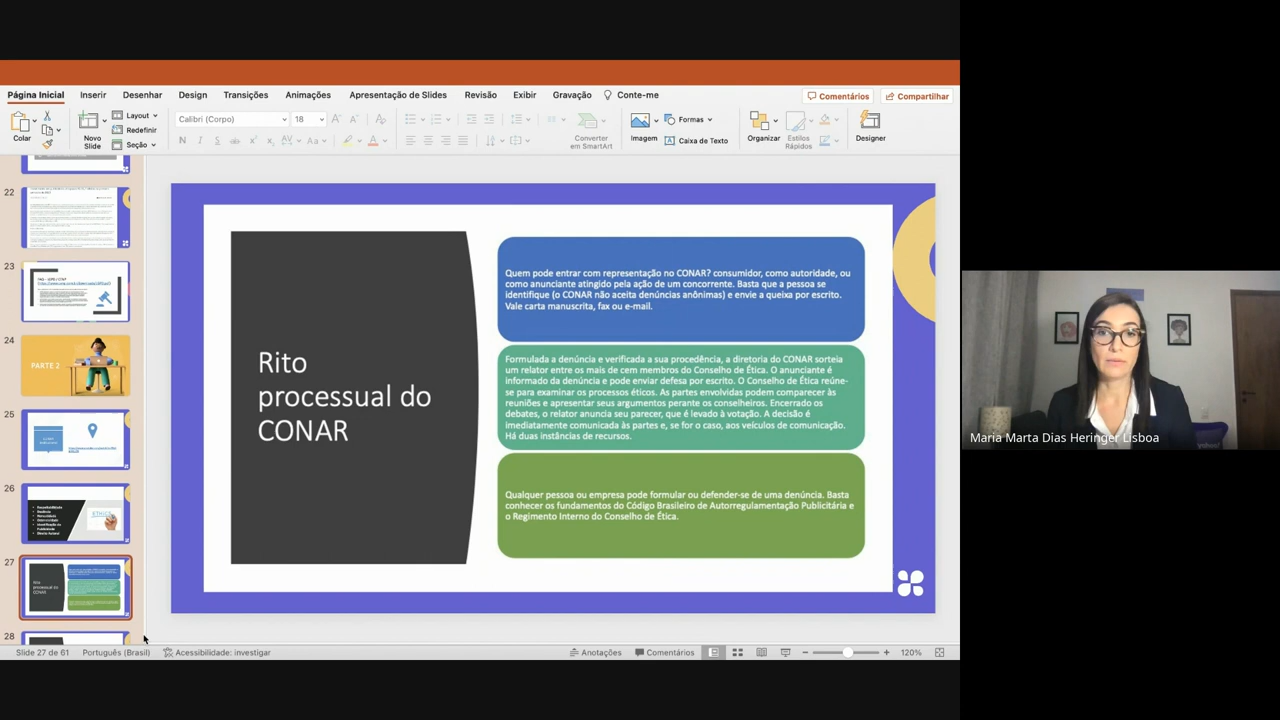 Página Inicial
Inserir
Desenhar
Design
Transições
Animações
Apresentação de Slides
Revisão
Exibir
Gravação
Conte-me
Comentários
Compartilhar
Colar
Novo
Slide
Layout
Redefinir
Seção
Calibri (Corpo)
18
Converter
em SmartArt
Imagem
Formas
Caixa de Texto
Organizar
Estilos
Rápidos
Designer
22
23
24
PARTE 2
25
26
27
Rito
processual do
CONAR
28
Rito
processual do
CONAR
Quem pode entrar com representação no CONAR? consumidor, como autoridade, ou
como anunciante atingido pela ação de um concorrente. Basta que a pessoa se
identifique (o CONAR não aceita denúncias anônimas) e envie a queixa por escrito.
Vale carta manuscrita, fax ou e-mail.
Formulada a denúncia e verificada a sua procedência, a diretoria do CONAR sorteia
um relator entre os mais de cem membros do Conselho de Ética. O anunciante é
informado da denúncia e pode enviar defesa por escrito. O Conselho de Ética reúne-
se para examinar os processos éticos. As partes envolvidas podem comparecer às
reuniões e apresentar seus argumentos perante os conselheiros. Encerrado os
debates, o relator anuncia seu parecer, que é levado à votação. A decisão é
imediatamente comunicada às partes e, se for o caso, aos veículos de comunicação.
Há duas instâncias de recursos.
Qualquer pessoa ou empresa pode formular ou defender-se de uma denúncia. Basta
conhecer os fundamentos do Código Brasileiro de Autorregulamentação Publicitária e
o Regimento Interno do Conselho de Ética.
Maria Marta Dias Heringer Lisboa
Slide 27 de 61
Português (Brasil)
Acessibilidade: investigar
Anotações
Comentários
120%